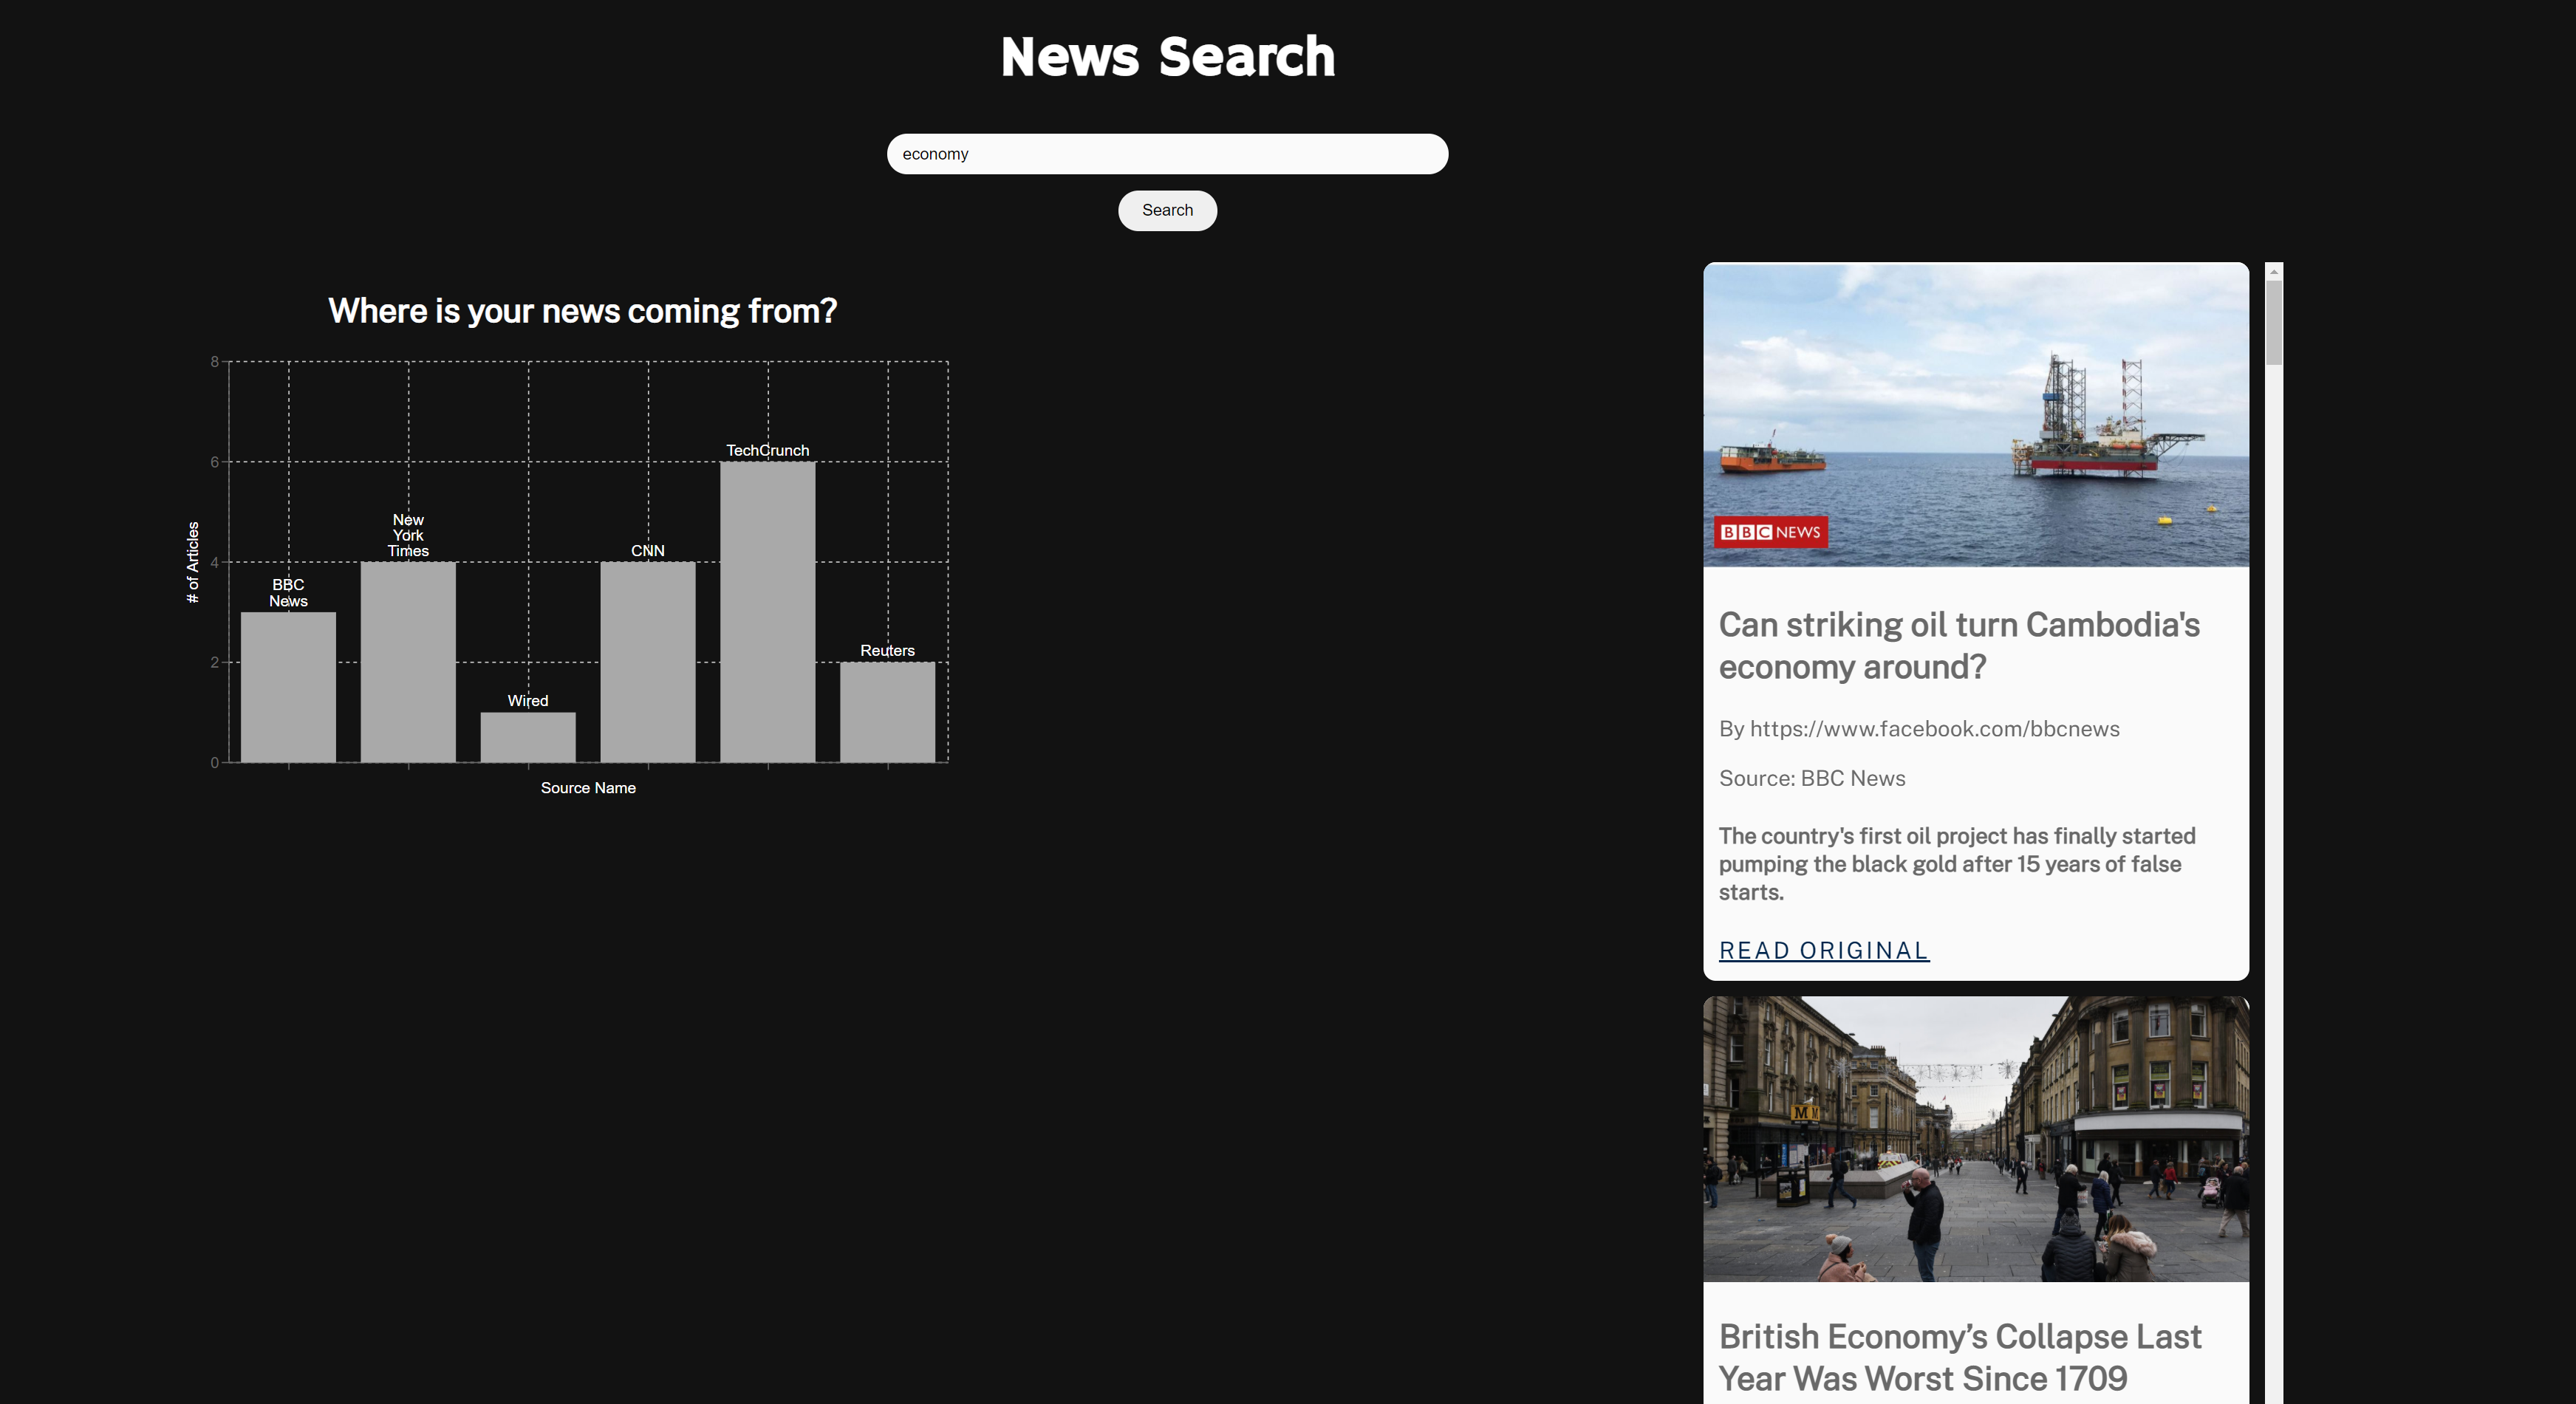 News Search
economy
Search
Where is your news coming from?
8
6
4
2
0
# of Articles
BBC
News
New
York
Times
Wired
CNN
TechCrunch
Reuters
Source Name
BBC NEWS
Can striking oil turn Cambodia's
economy around?
By https://www.facebook.com/bbcnews
Source: BBC News
The country's first oil project has finally started
pumping the black gold after 15 years of false
starts.
READ ORIGINAL
M M
British Economy’s Collapse Last
Year Was Worst Since 1709